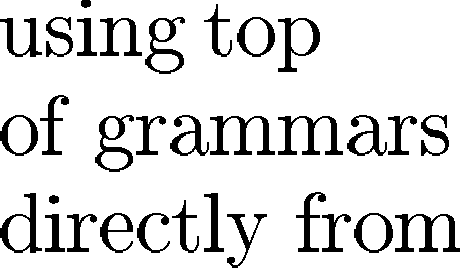 using top
of grammars
directly from